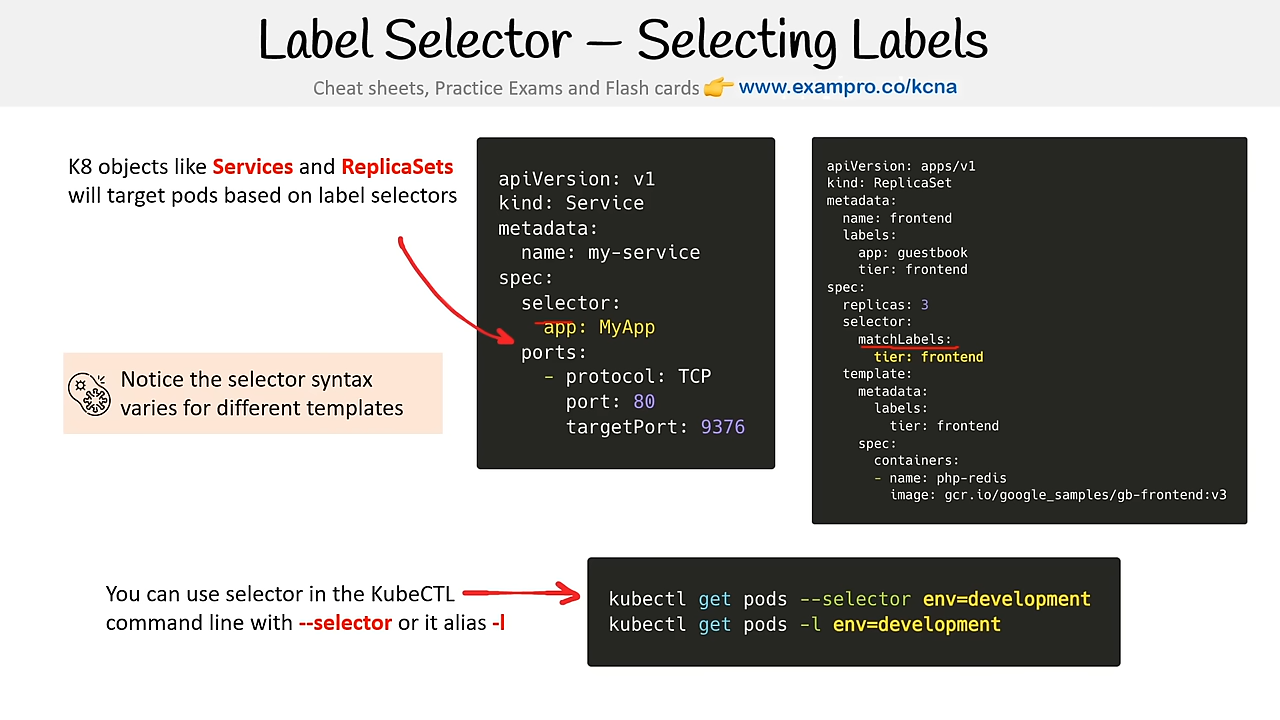 Label Selector — Selecting Labels
Cheat sheets, Practice Exams and Flash cards 👉 www.exampro.co/kcna
K8 objects like Services and ReplicaSets
will target pods based on label selectors
Notice the selector syntax
varies for different templates
apiVersion: v1
kind: Service
metadata:
  name: my-service
spec:
  selector:
    app: MyApp
  ports:
    - protocol: TCP
      port: 80
      targetPort: 9376
apiVersion: apps/v1
kind: ReplicaSet
metadata:
  name: frontend
  labels:
    app: guestbook
    tier: frontend
spec:
  replicas: 3
  selector:
    matchLabels:
      tier: frontend
  template:
    metadata:
      labels:
        tier: frontend
    spec:
      containers:
      - name: php-redis
        image: gcr.io/google_samples/gb-frontend:v3
You can use selector in the KubeCTL
command line with --selector or it alias -l
kubectl get pods --selector env=development
kubectl get pods -l env=development